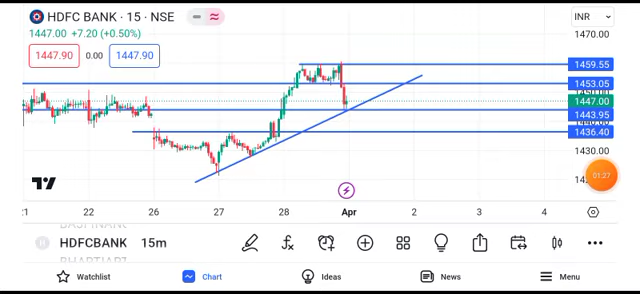 HDFC BANK · 15 · NSE
INR
1447.00 +7.20 (+0.50%)
1470.00
1447.90 0.00 1447.90
1459.55
1453.05
1447.00
1443.95
1436.40
1430.00
01:27
21 22 26 27 28 Apr 2 3 4
HDFCBANK 15m
Watchlist Chart Ideas News Menu